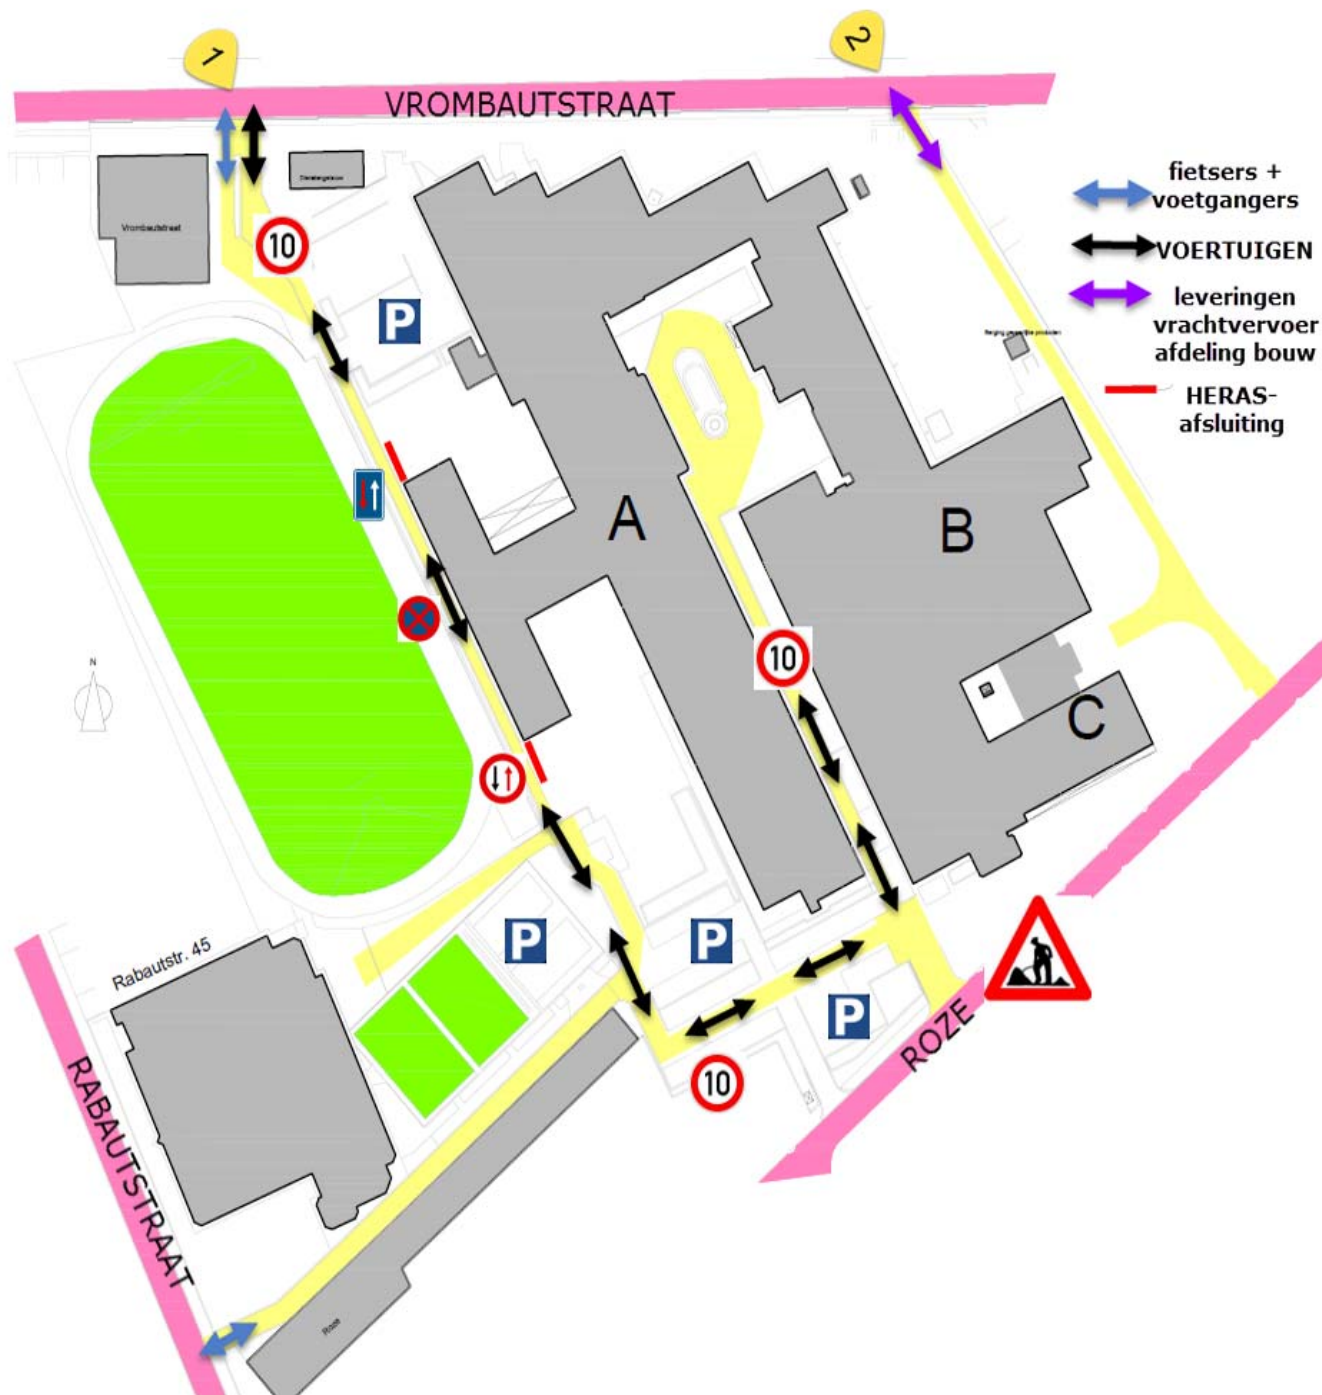 1
2
VROMBAUTSTRAAT
fietsers +
voetgangers
VOERTUIGEN
leveringen
vrachtvervoer
afdeling bouw
HERAS-
afsluiting
Vrombautstraat
10
P
A
B
C
10
N
P
P
P
10
Rabautstr. 45
RABAUTSTRAAT
ROZE
Roze